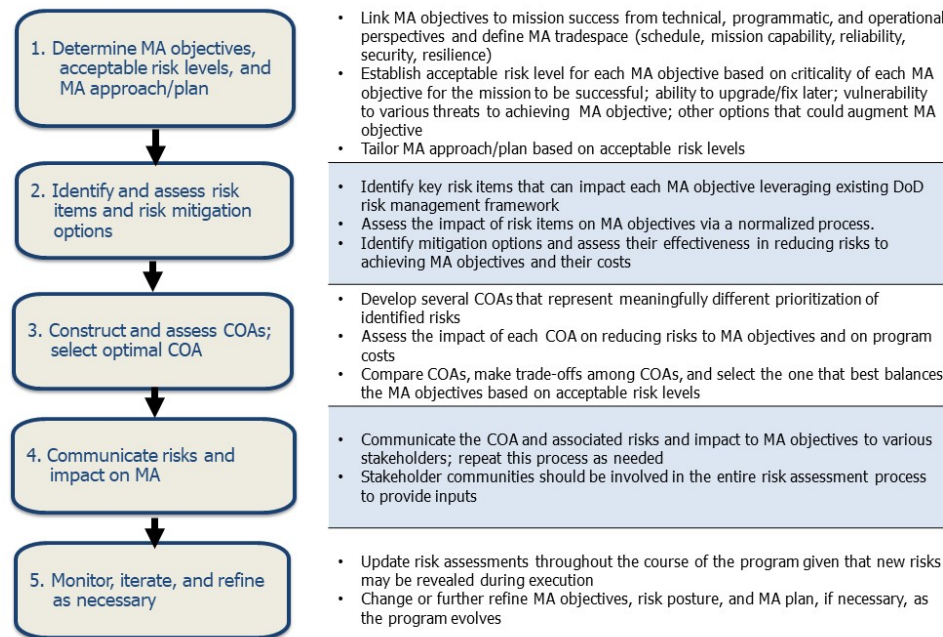 1. Determine MA objectives,
acceptable risk levels, and
MA approach/plan
• Link MA objectives to mission success from technical, programmatic, and operational
perspectives and define MA tradespace (schedule, mission capability, reliability,
security, resilience)
• Establish acceptable risk level for each MA objective based on criticality of each MA
objective for the mission to be successful; ability to upgrade/fix later; vulnerability
to various threats to achieving MA objective; other options that could augment MA
objective
• Tailor MA approach/plan based on acceptable risk levels
2. Identify and assess risk
items and risk mitigation
options
• Identify key risk items that can impact each MA objective leveraging existing DoD
risk management framework
• Assess the impact of risk items on MA objectives via a normalized process.
• Identify mitigation options and assess their effectiveness in reducing risks to
achieving MA objectives and their costs
3. Construct and assess COAs;
select optimal COA
• Develop several COAs that represent meaningfully different prioritization of
identified risks
• Assess the impact of each COA on reducing risks to MA objectives and on program
costs
• Compare COAs, make trade-offs among COAs, and select the one that best balances
the MA objectives based on acceptable risk levels
4. Communicate risks and
impact on MA
• Communicate the COA and associated risks and impact to MA objectives to various
stakeholders; repeat this process as needed
• Stakeholder communities should be involved in the entire risk assessment process
to provide inputs
5. Monitor, iterate, and refine
as necessary
• Update risk assessments throughout the course of the program given that new risks
may be revealed during execution
• Change or further refine MA objectives, risk posture, and MA plan, if necessary, as
the program evolves